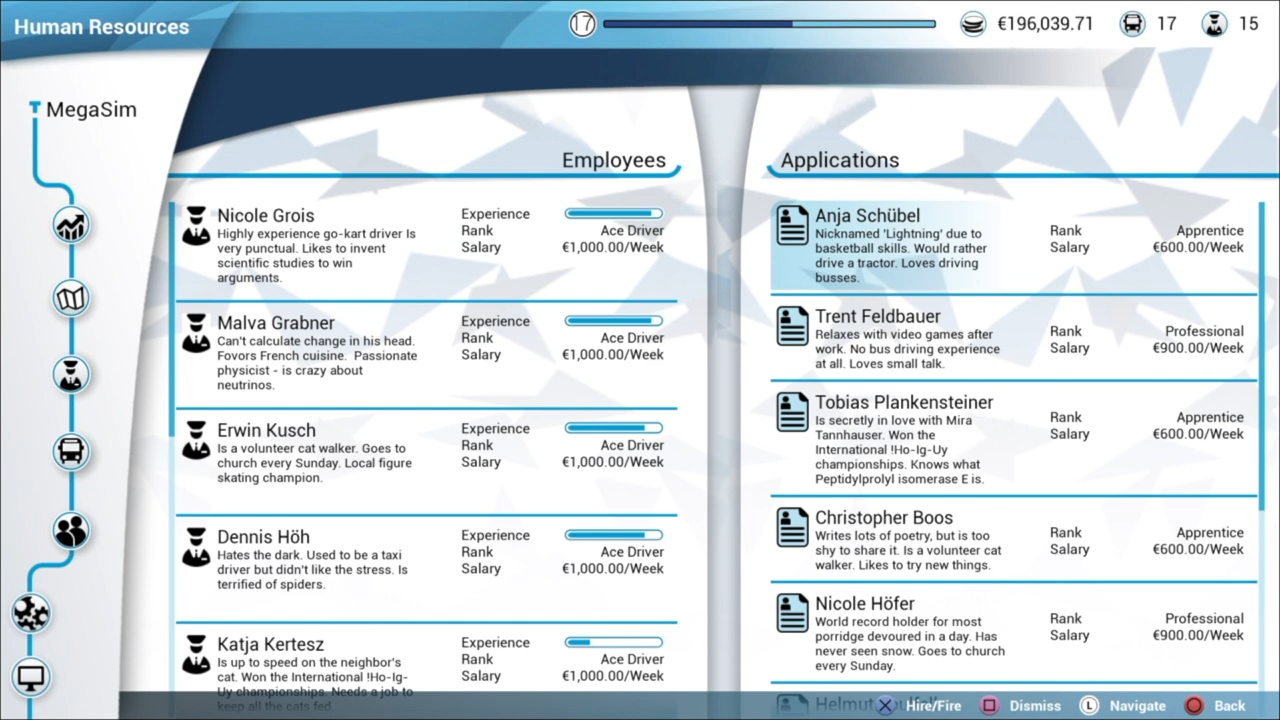 Human Resources
17
€196,039.71
17
15
MegaSim
Employees
Nicole Grois
Highly experience go-kart driver Is
very punctual. Likes to invent
scientific studies to win
arguments.
Experience
Rank
Ace Driver
Salary
€1,000.00/Week
Malva Grabner
Can't calculate change in his head.
Fovors French cuisine. Passionate
physicist - is crazy about
neutrinos.
Experience
Rank
Ace Driver
Salary
€1,000.00/Week
Erwin Kusch
Is a volunteer cat walker. Goes to
church every Sunday. Local figure
skating champion.
Experience
Rank
Ace Driver
Salary
€1,000.00/Week
Dennis Höh
Hates the dark. Used to be a taxi
driver but didn't like the stress. Is
terrified of spiders.
Experience
Rank
Ace Driver
Salary
€1,000.00/Week
Katja Kertesz
Is up to speed on the neighbor's
cat. Won the International !Ho-Ig-
Uy championships. Needs a job to
keep all the cats fed.
Experience
Rank
Ace Driver
Salary
€1,000.00/Week
Applications
Anja Schübel
Nicknamed 'Lightning' due to
basketball skills. Would rather
drive a tractor. Loves driving
busses.
Rank
Apprentice
Salary
€600.00/Week
Trent Feldbauer
Relaxes with video games after
work. No bus driving experience
at all. Loves small talk.
Rank
Professional
Salary
€900.00/Week
Tobias Plankensteiner
Is secretly in love with Mira
Tannhauser. Won the
International !Ho-Ig-Uy
championships. Knows what
Peptidylprolyl isomerase E is.
Rank
Apprentice
Salary
€600.00/Week
Christopher Boos
Writes lots of poetry, but is too
shy to share it. Is a volunteer cat
walker. Likes to try new things.
Rank
Apprentice
Salary
€600.00/Week
Nicole Höfer
World record holder for most
porridge devoured in a day. Has
never seen snow. Goes to church
every Sunday.
Rank
Professional
Salary
€900.00/Week
Helmut
Hire/Fire
Dismiss
L
Navigate
Back